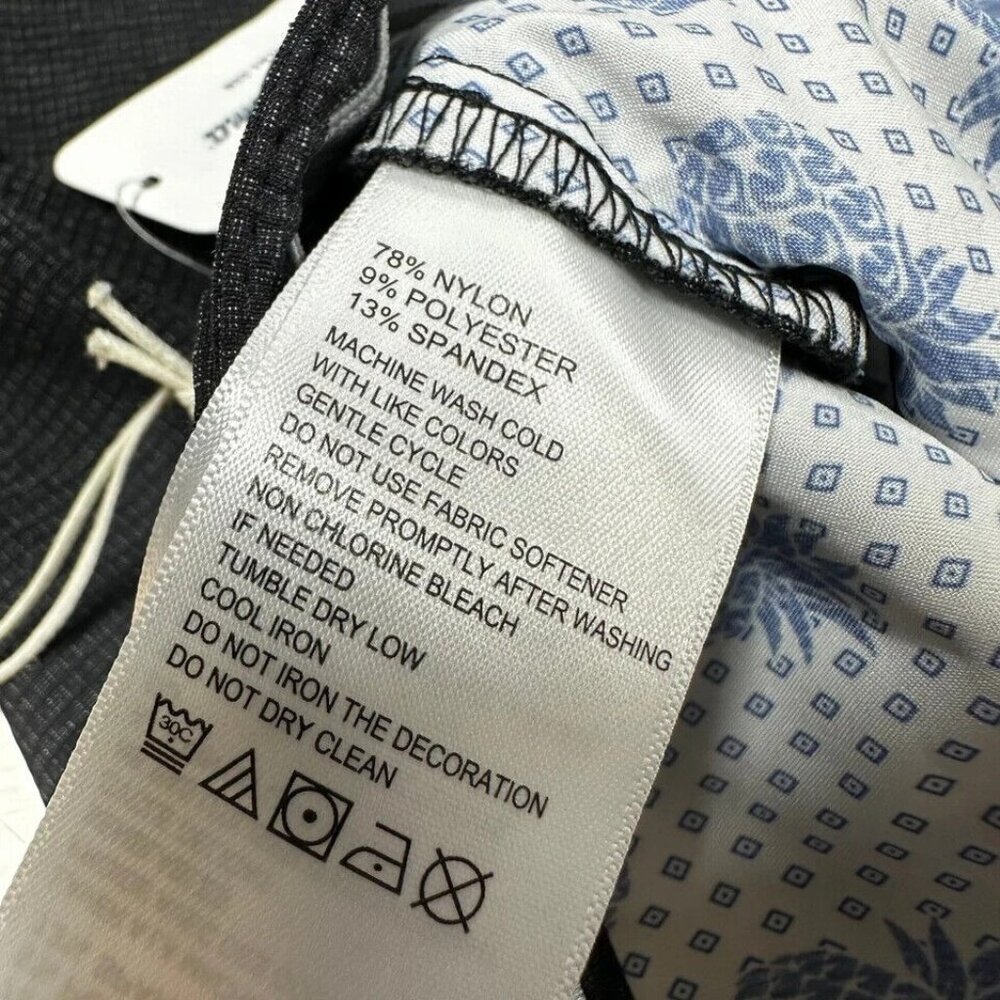 78% NYLON
9% POLYESTER
13% SPANDEX
MACHINE WASH COLD
WITH LIKE COLORS
GENTLE CYCLE
DO NOT USE FABRIC SOFTENER
REMOVE PROMPTLY AFTER WASHING
NON CHLORINE BLEACH
IF NEEDED
TUMBLE DRY LOW
COOL IRON
DO NOT IRON THE DECORATION
DO NOT DRY CLEAN
30C